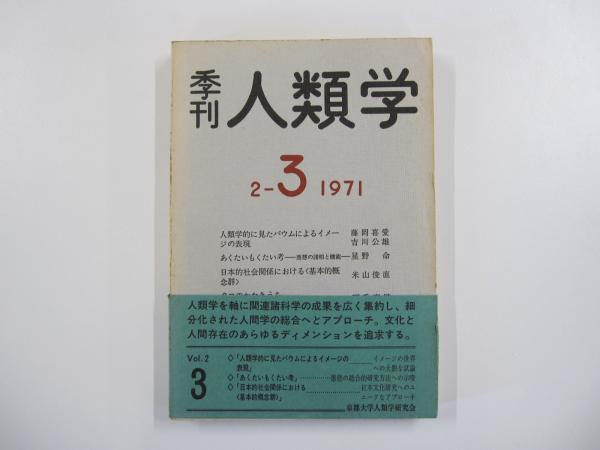 季刊 人類学
2-3 1971
人類学的に見たバウムによるイメー 藤岡喜愛
ジの表現 吉川公雄
あくたいもくたい考―悪態の諸相と機能― 星野 命
日本的社会関係における〈基本的概 米山俊直
念群〉
人類学を軸に関連諸科学の成果を広く集約し、細
分化された人間学の総合へとアプローチ。文化と
人間存在のあらゆるディメンションを追求する。
Vol.2
3
◇「人類学的に見たバウムによるイメージの イメージの世界
表現」 への大胆な試論
◇「あくたいもくたい考」…………悪態の総合的研究方法への示唆
◇「日本的社会関係における…………日本文化研究へのユ
〈基本的概念群〉」 ニークなアプローチ
京都大学人類学研究会